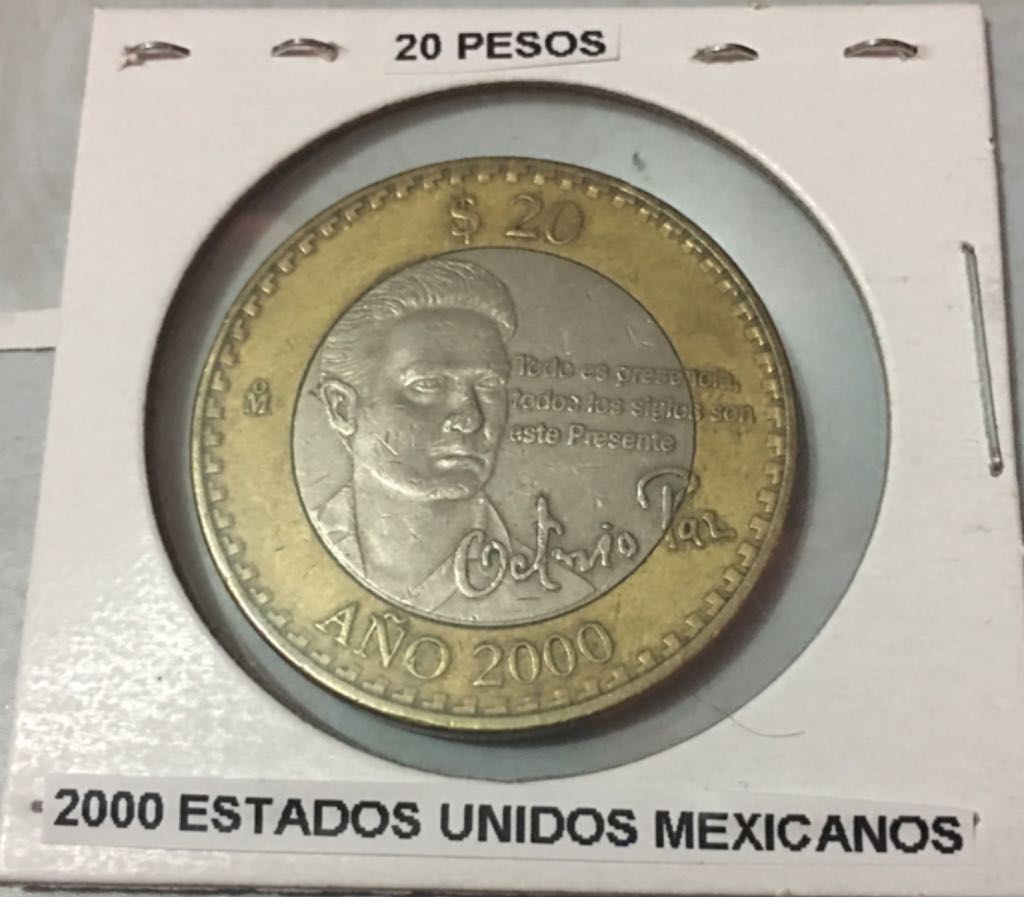 20 PESOS
$ 20
Todo es presencia,
todos los siglos son
este Presente
Octavio Paz
Mo
AÑO 2000
2000 ESTADOS UNIDOS MEXICANOS